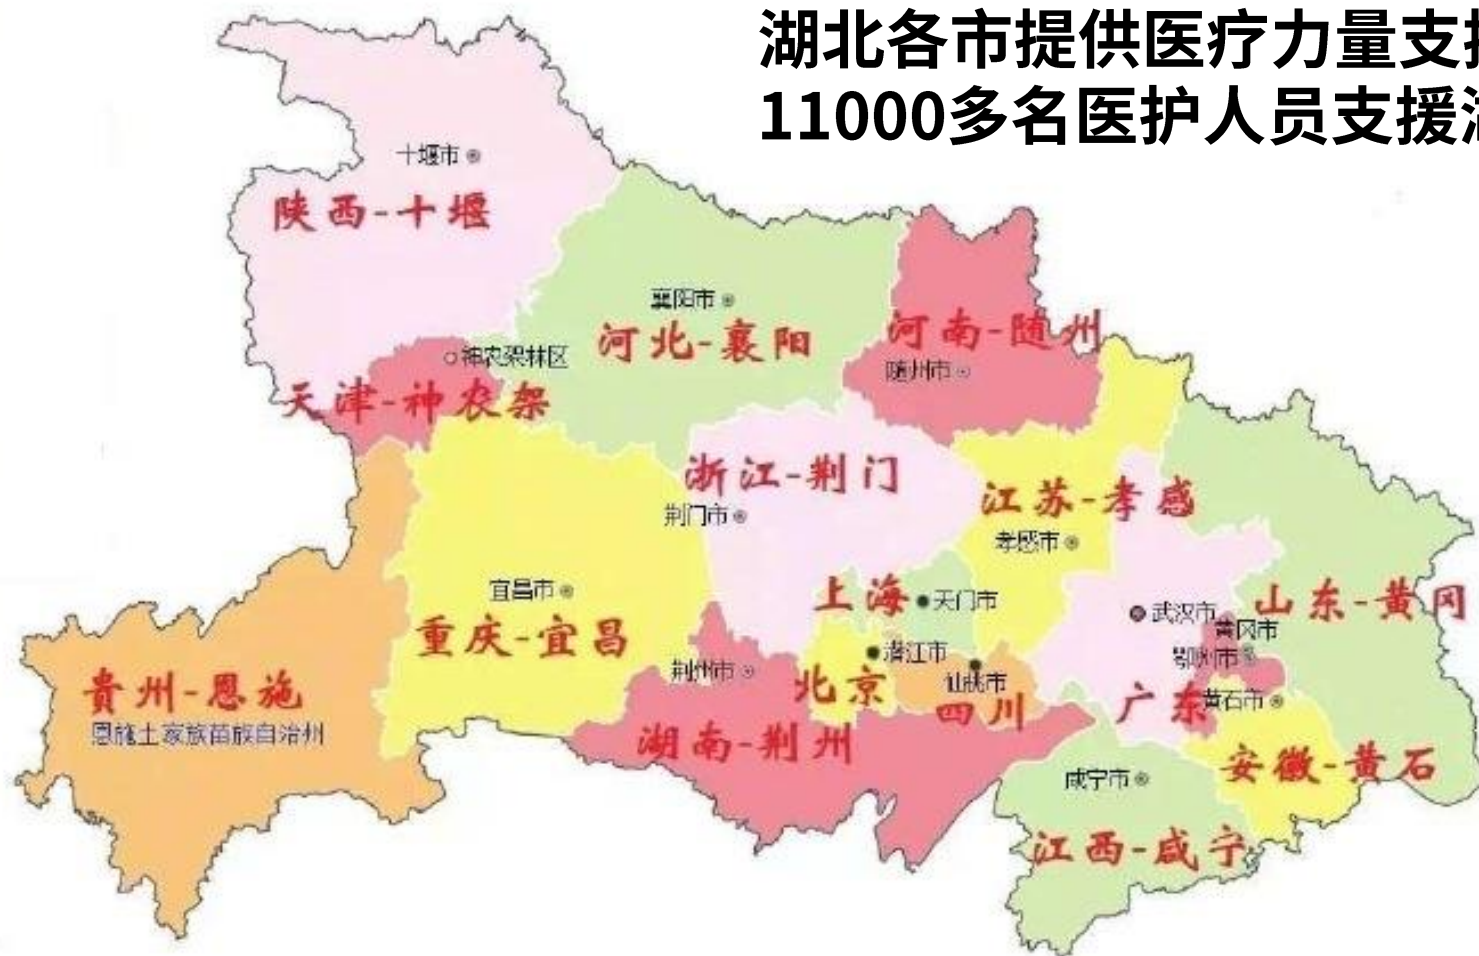 湖北各市提供医疗力量支援
11000多名医护人员支援湖
十堰市
陕西-十堰
襄阳市
河北-襄阳
河南-随州
随州市
神农架林区
天津-神农架
浙江-荆门
荆门市
江苏-孝感
孝感市
宜昌市
重庆-宜昌
上海
天门市
武汉市
山东-黄冈
黄冈市
鄂州市
潜江市
荆州市
北京
仙桃市
四川
广东
黄石市
貴州-恩施
恩施土家族苗族自治州
湖南-荆州
安徽-黄石
咸宁市
江西-咸宁